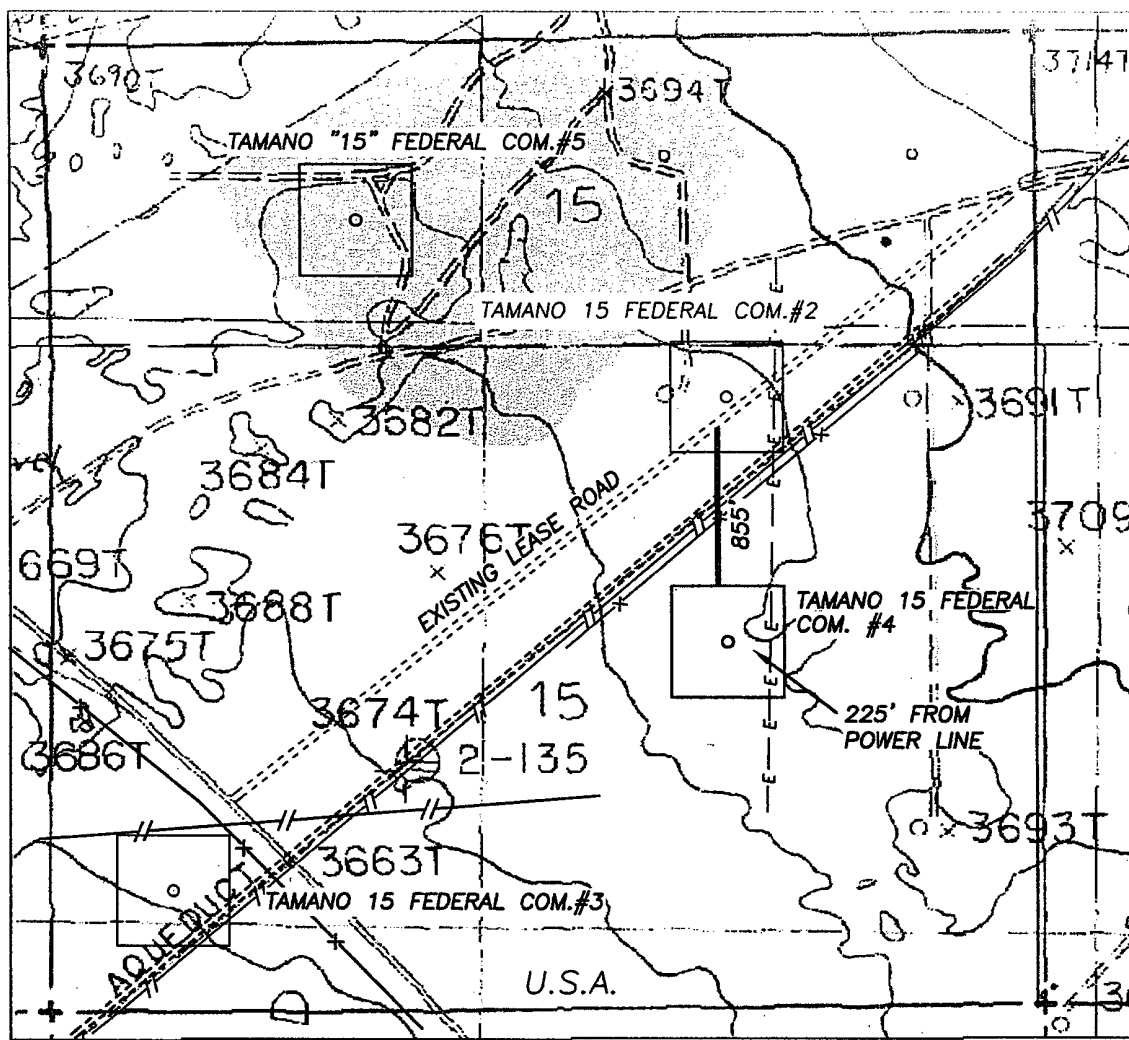 3690T
3694T
3714T
TAMANO "15" FEDERAL COM.#5
15
TAMANO 15 FEDERAL COM.#2
3682T
3691T
3684T
EXISTING LEASE ROAD
855'
3676T
3709
669T
3688T
TAMANO 15 FEDERAL
COM. #4
3675T
3674T
15
225' FROM
POWER LINE
3686T
2-135
3693T
3663T
TAMANO 15 FEDERAL COM.#3
AQUEDUCT
U.S.A.
E
E
E
E
E
E